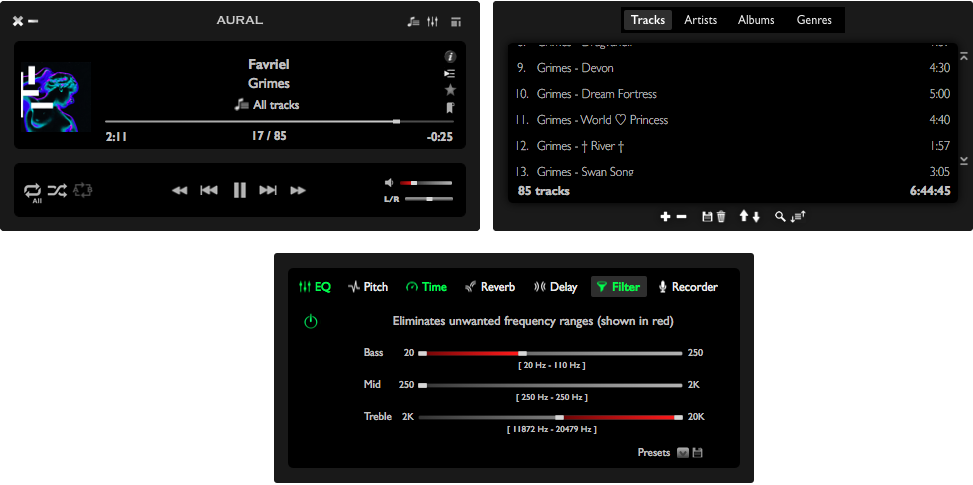 AURAL
Favriel
Grimes
All tracks
2:11 17 / 85 -0:25
All A B
L/R
Tracks Artists Albums Genres
9. Grimes - Devon 4:30
10. Grimes - Dream Fortress 5:00
11. Grimes - World ♡ Princess 4:40
12. Grimes - † River † 1:57
13. Grimes - Swan Song 3:05
85 tracks 6:44:45
EQ Pitch Time Reverb Delay Filter Recorder
Eliminates unwanted frequency ranges (shown in red)
Bass 20 250
[ 20 Hz - 110 Hz ]
Mid 250 2K
[ 250 Hz - 250 Hz ]
Treble 2K 20K
[ 11872 Hz - 20479 Hz ]
Presets